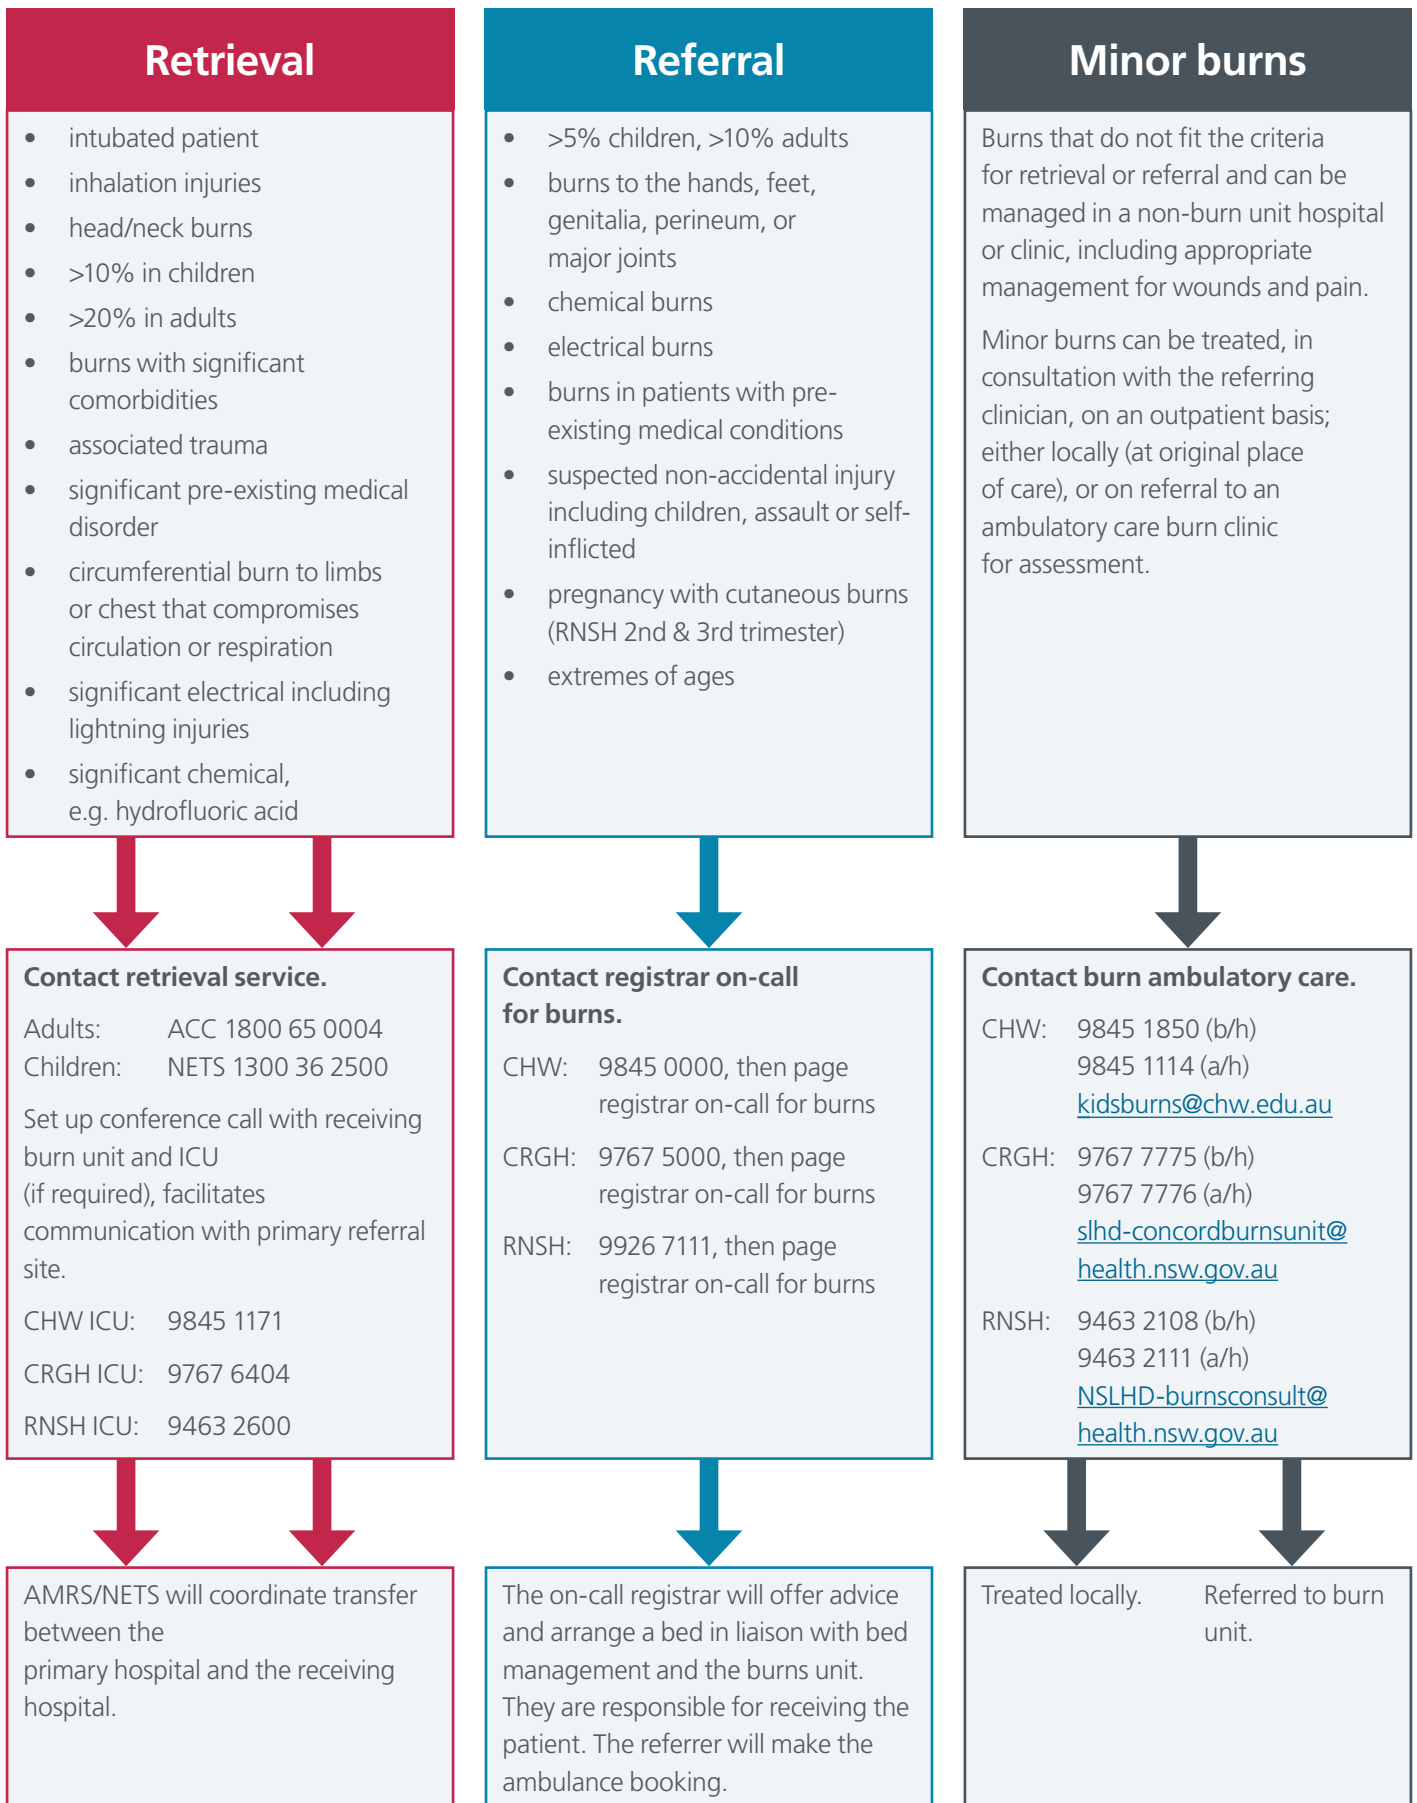 Retrieval
• intubated patient
• inhalation injuries
• head/neck burns
• >10% in children
• >20% in adults
• burns with significant
comorbidities
• associated trauma
• significant pre-existing medical
disorder
• circumferential burn to limbs
or chest that compromises
circulation or respiration
• significant electrical including
lightning injuries
• significant chemical,
e.g. hydrofluoric acid
Contact retrieval service.
Adults: ACC 1800 65 0004
Children: NETS 1300 36 2500
Set up conference call with receiving
burn unit and ICU
(if required), facilitates
communication with primary referral
site.
CHW ICU: 9845 1171
CRGH ICU: 9767 6404
RNSH ICU: 9463 2600
AMRS/NETS will coordinate transfer
between the
primary hospital and the receiving
hospital.
Referral
• >5% children, >10% adults
• burns to the hands, feet,
genitalia, perineum, or
major joints
• chemical burns
• electrical burns
• burns in patients with pre-
existing medical conditions
• suspected non-accidental injury
including children, assault or self-
inflicted
• pregnancy with cutaneous burns
(RNSH 2nd & 3rd trimester)
• extremes of ages
Contact registrar on-call
for burns.
CHW: 9845 0000, then page
registrar on-call for burns
CRGH: 9767 5000, then page
registrar on-call for burns
RNSH: 9926 7111, then page
registrar on-call for burns
The on-call registrar will offer advice
and arrange a bed in liaison with bed
management and the burns unit.
They are responsible for receiving the
patient. The referrer will make the
ambulance booking.
Minor burns
Burns that do not fit the criteria
for retrieval or referral and can be
managed in a non-burn unit hospital
or clinic, including appropriate
management for wounds and pain.
Minor burns can be treated, in
consultation with the referring
clinician, on an outpatient basis;
either locally (at original place
of care), or on referral to an
ambulatory care burn clinic
for assessment.
Contact burn ambulatory care.
CHW: 9845 1850 (b/h)
9845 1114 (a/h)
kidsburns@chw.edu.au
CRGH: 9767 7775 (b/h)
9767 7776 (a/h)
slhd-concordburnsunit@
health.nsw.gov.au
RNSH: 9463 2108 (b/h)
9463 2111 (a/h)
NSLHD-burnsconsult@
health.nsw.gov.au
Treated locally.
Referred to burn
unit.